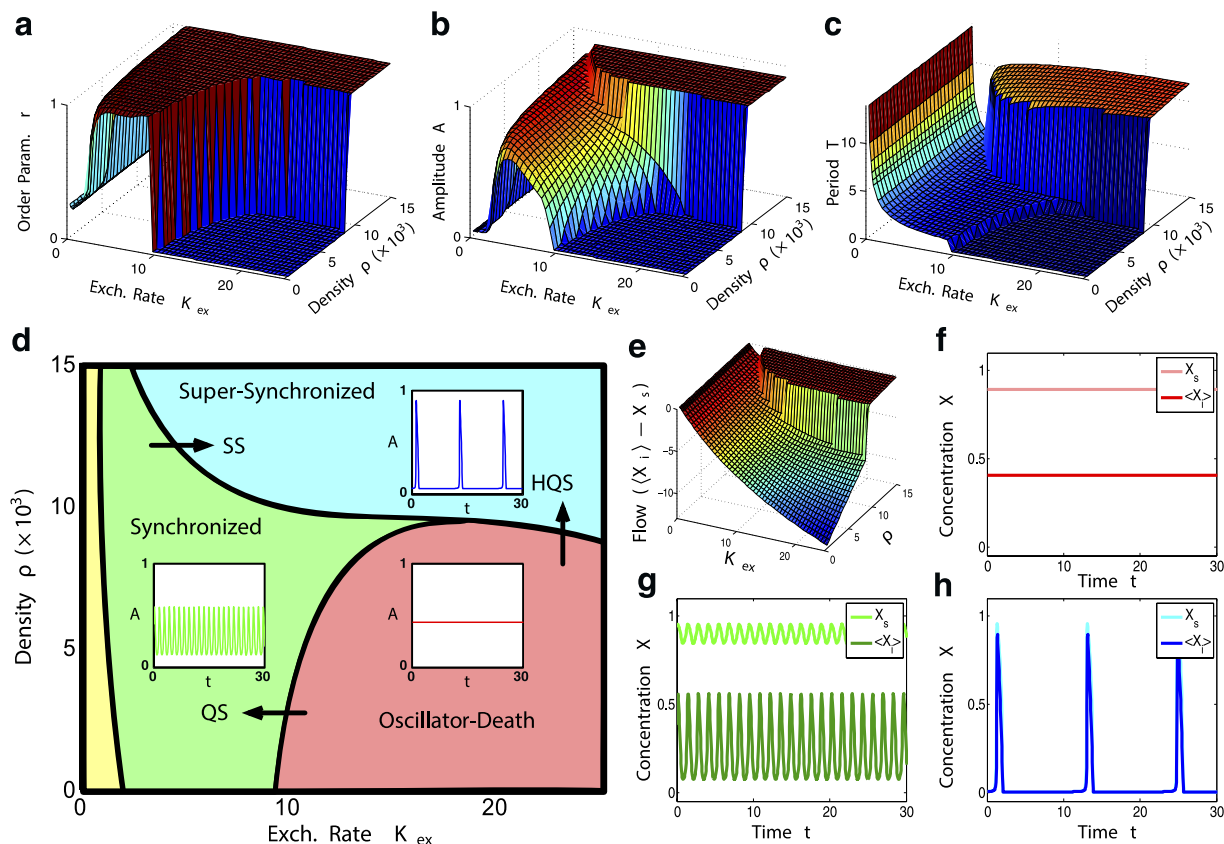 a
Order Param. r
1
0
0
10
20
0
5
10
15
Exch. Rate K ex
Density ρ (× 10³)
b
Amplitude A
1
0
0
10
20
0
5
10
15
Exch. Rate K ex
Density ρ (× 10³)
c
Period T
10
5
0
0
10
20
0
5
10
15
Exch. Rate K ex
Density ρ (× 10³)
d
Density ρ (× 10³)
15
10
5
0
0
10
20
Exch. Rate K ex
Super-Synchronized
SS
HQS
Synchronized
QS
Oscillator-Death
1
A
0
0
t
30
1
A
0
0
t
30
1
A
0
0
t
30
e
Flow (⟨X i⟩ — X s)
0
−5
−10
0
10
20
0
5
10
15
K ex
ρ
f
Concentration X
1
0.5
0
0
10
20
30
Time t
X s
<X i>
g
Concentration X
1
0.5
0
0
10
20
30
Time t
X s
<X i>
h
Concentration X
1
0.5
0
0
10
20
30
Time t
X s
<X i>